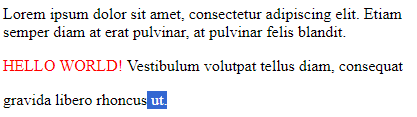 Lorem ipsum dolor sit amet, consectetur adipiscing elit. Etiam
semper diam at erat pulvinar, at pulvinar felis blandit.
HELLO WORLD! Vestibulum volutpat tellus diam, consequat
gravida libero rhoncus ut.